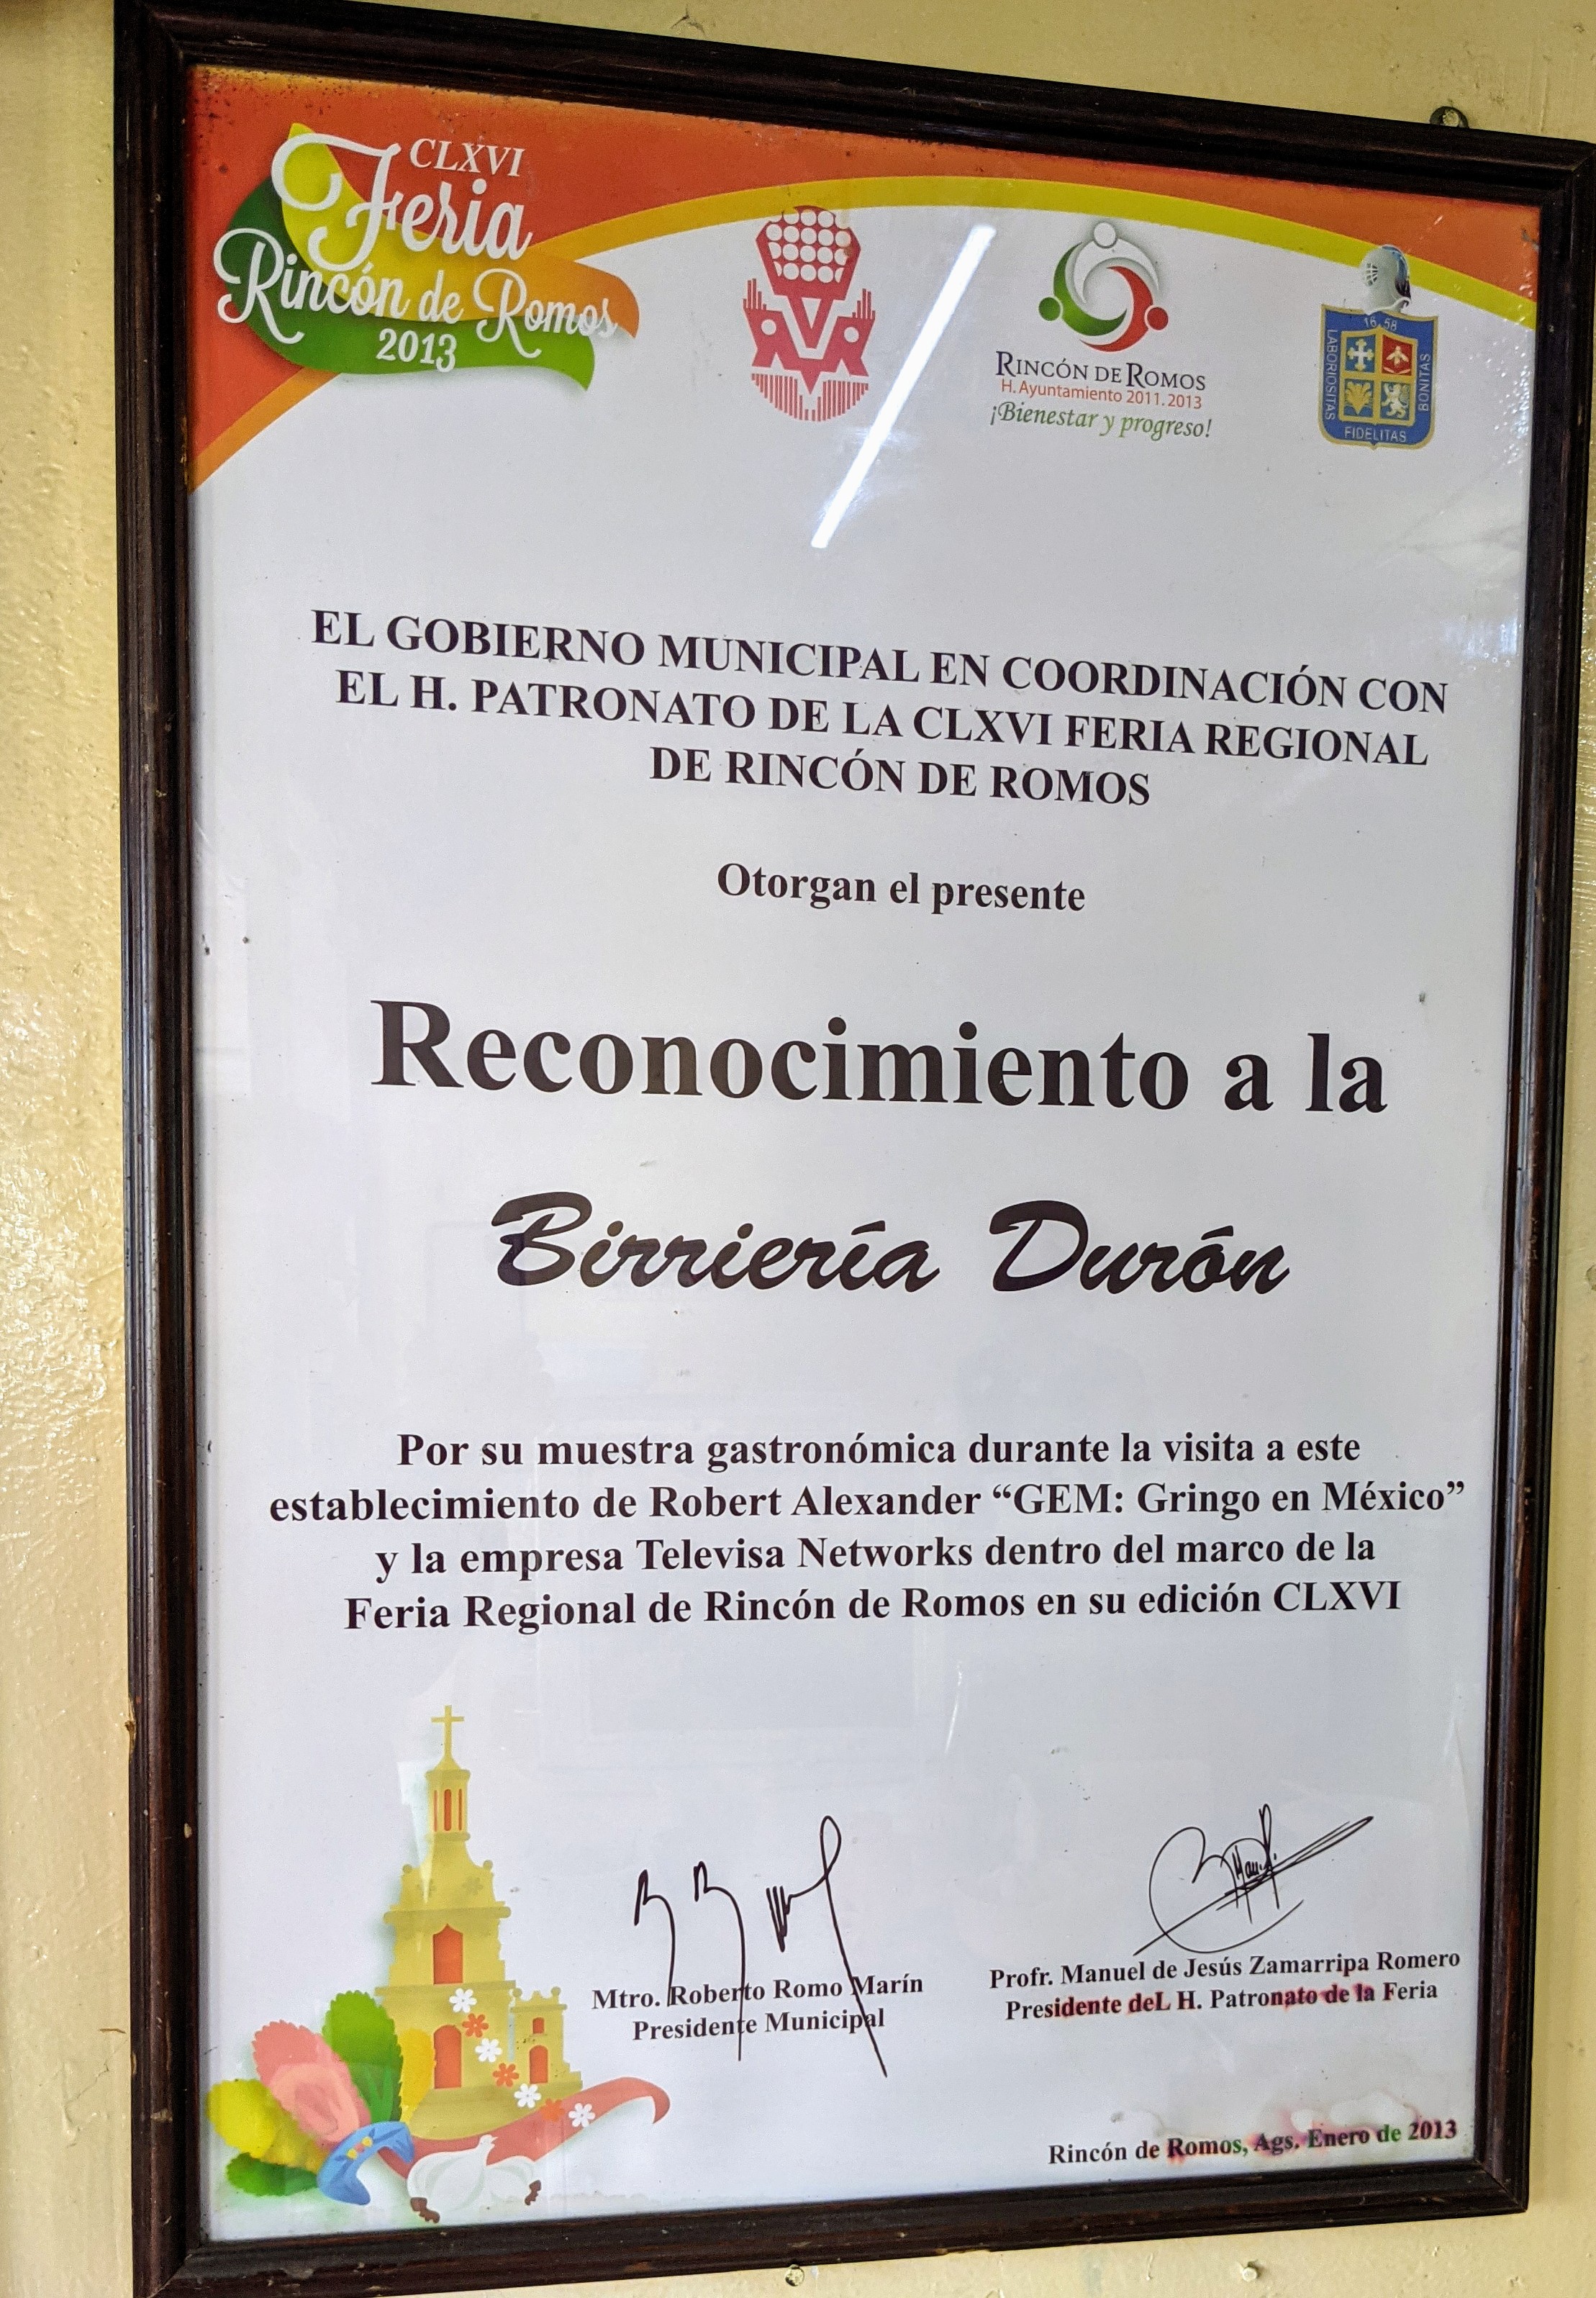 CLXVI
Feria
Rincón de Romos
2013
RINCÓN DE ROMOS
H. Ayuntamiento 2011.2013
¡Bienestar y progreso!
16 58
LABORIOSITAS
BONITAS
FIDELITAS
EL GOBIERNO MUNICIPAL EN COORDINACIÓN CON
EL H. PATRONATO DE LA CLXVI FERIA REGIONAL
DE RINCÓN DE ROMOS
Otorgan el presente
Reconocimiento a la
Birriería Durón
Por su muestra gastronómica durante la visita a este
establecimiento de Robert Alexander “GEM: Gringo en México”
y la empresa Televisa Networks dentro del marco de la
Feria Regional de Rincón de Romos en su edición CLXVI
Mtro. Roberto Romo Marín
Presidente Municipal
Profr. Manuel de Jesús Zamarripa Romero
Presidente deL H. Patronato de la Feria
Rincón de Romos, Ags. Enero de 2013